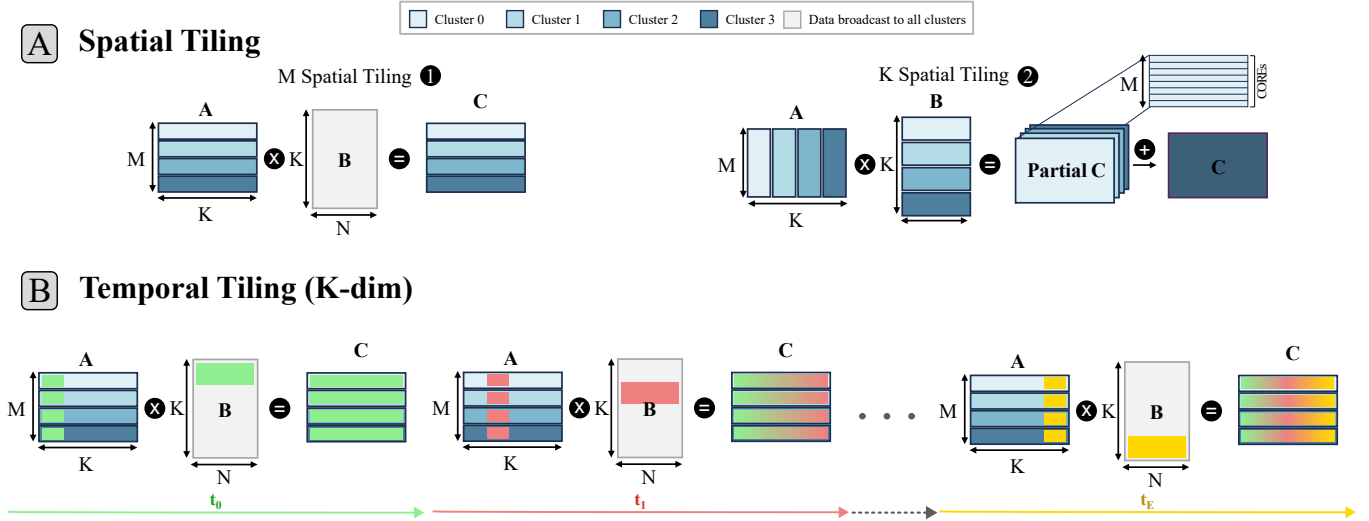 Cluster 0 Cluster 1 Cluster 2 Cluster 3 Data broadcast to all clusters
A Spatial Tiling
M Spatial Tiling 1
A
C
M
x
K
B
=
K
N
K Spatial Tiling 2
A
B
M
x
K
=
K
M
COREs
Partial C
+
C
B Temporal Tiling (K-dim)
A
C
M
x
K
B
=
K
N
t0
A
C
M
x
K
B
=
K
N
t1
A
C
M
x
K
B
=
K
N
tE